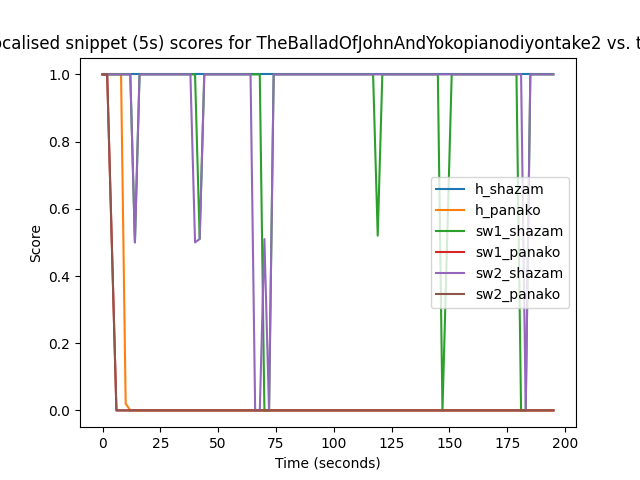 ocalised snippet (5s) scores for TheBalladOfJohnAndYokopianodiyontake2 vs. t
1.0
0.8
0.6
0.4
0.2
0.0
Score
0
25
50
75
100
125
150
175
200
Time (seconds)
h_shazam
h_panako
sw1_shazam
sw1_panako
sw2_shazam
sw2_panako